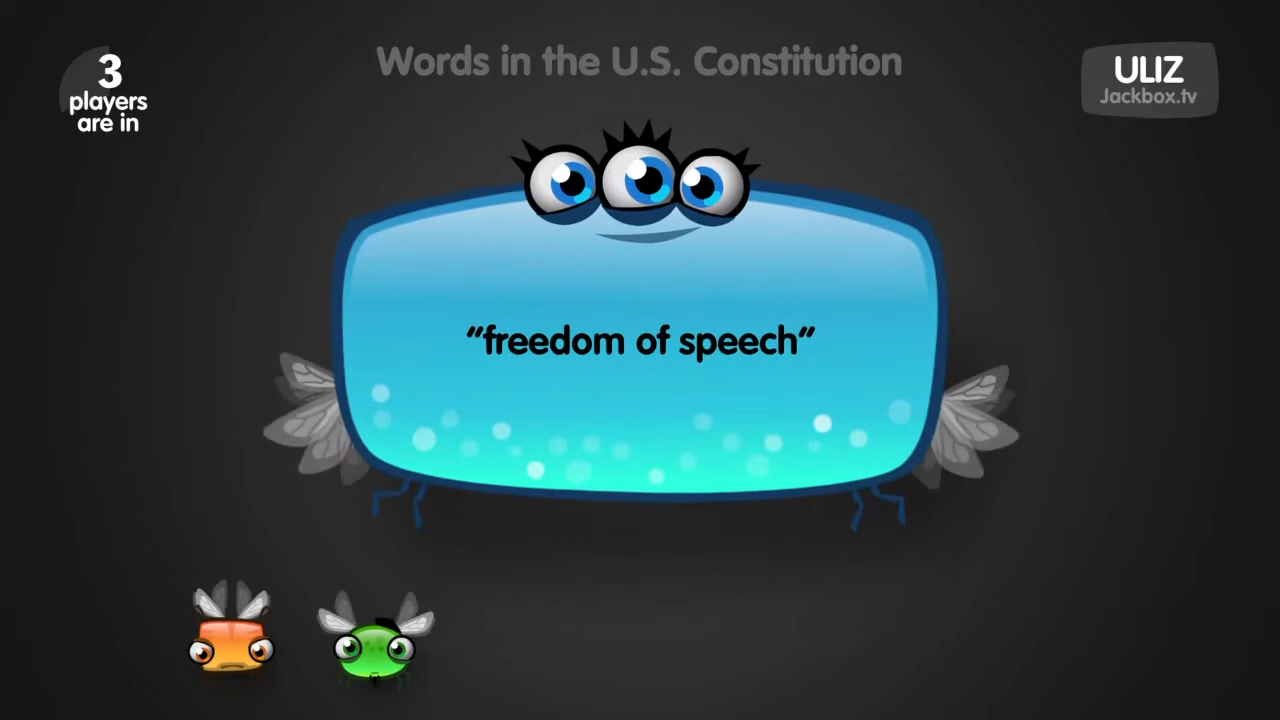 Words in the U.S. Constitution
3
players
are in
ULIZ
Jackbox.tv
"freedom of speech"